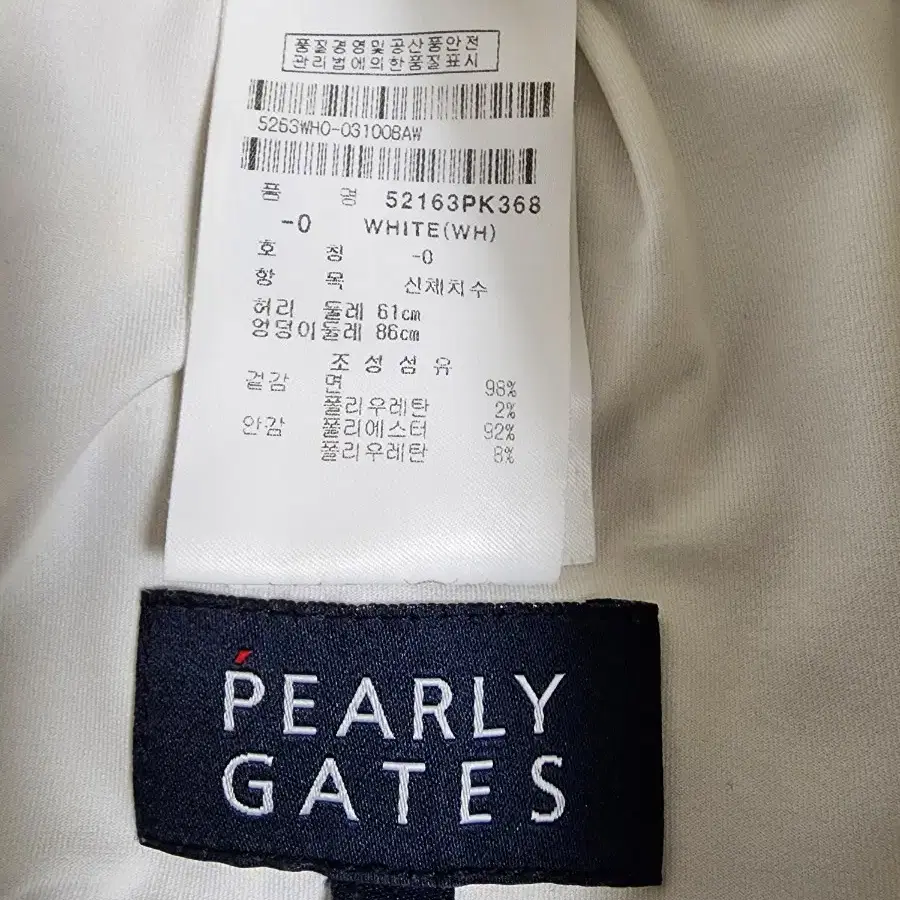 품질경영및공산품안전
관리법에의한품질표시
5263WHO-031008AW
품 명 52163PK368
-0 WHITE(WH)
호 칭 -0
항 목 신체치수
허리 둘레 61cm
엉덩이둘레 86cm
조성섬유
겉감 면 98%
폴리우레탄 2%
안감 폴리에스터 92%
폴리우레탄 8%
PEARLY
GATES